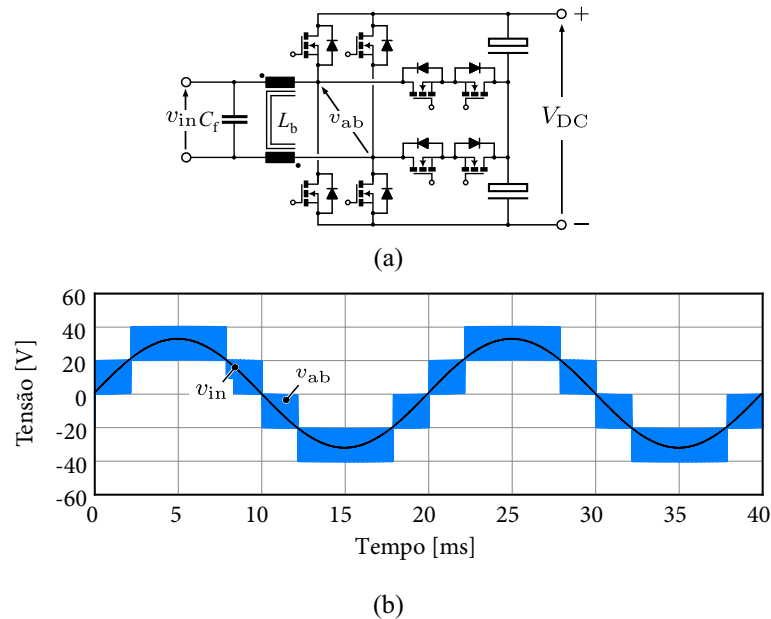 +
v_in C_f L_b v_ab V_DC
−
(a)
Tensão [V]
60
40
20
0
-20
-40
-60
v_in
v_ab
0 5 10 15 20 25 30 35 40
Tempo [ms]
(b)